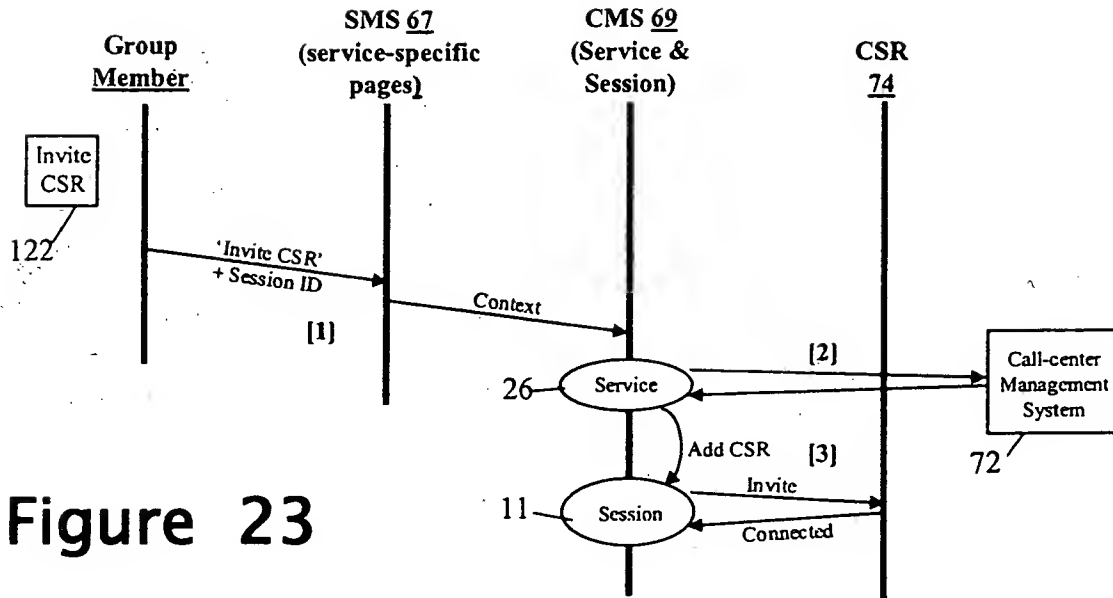 Group
Member
SMS 67
(service-specific
pages)
CMS 69
(Service &
Session)
CSR
74
Invite
CSR
122
'Invite CSR'
+ Session ID
[1]
Context
[2]
Call-center
Management
System
72
26
Service
Add CSR
[3]
11
Session
Invite
Connected
Figure 23